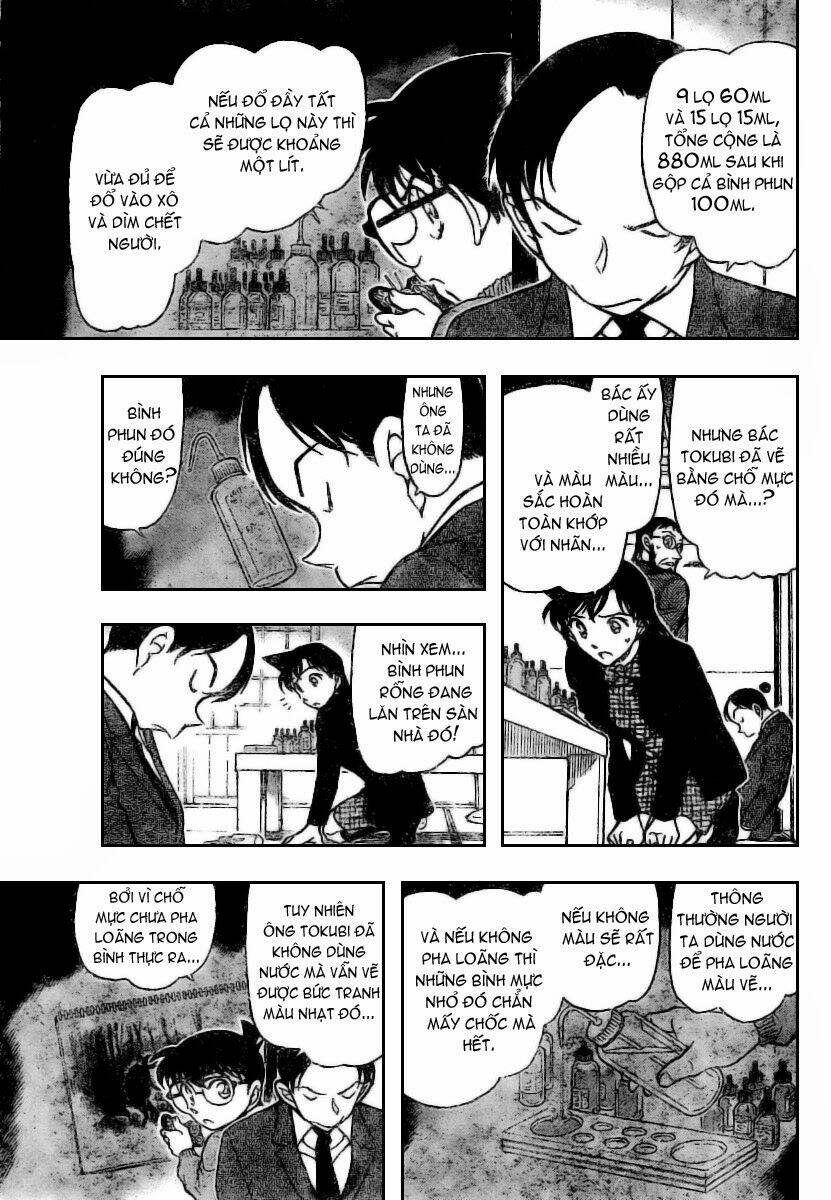 9 LỌ 60ML
VÀ 15 LỌ 15ML,
TỔNG CỘNG LÀ
880ML SAU KHI
GỘP CẢ BÌNH PHUN
100ML.
NẾU ĐỔ ĐẦY TẤT
CẢ NHỮNG LỌ NÀY THÌ
SẼ ĐƯỢC KHOẢNG
MỘT LÍT.
VỪA ĐỦ ĐỂ
ĐỔ VÀO XÔ
VÀ DÌM CHẾT
NGƯỜI.
NHƯNG BÁC
TOKUBI ĐÃ VẼ
BẰNG CHỖ MỰC
ĐÓ MÀ...?
BÁC ẤY
DÙNG
RẤT
NHIỀU
MÀU...
VÀ MÀU
SẮC HOÀN
TOÀN KHỚP
VỚI NHÃN...
NHƯNG
ÔNG
TA ĐÃ
KHÔNG
DÙNG...
BÌNH
PHUN ĐÓ
ĐÚNG
KHÔNG?
NHÌN XEM...
BÌNH PHUN
RỖNG ĐANG
LĂN TRÊN SÀN
NHÀ ĐÓ!
THÔNG
THƯỜNG NGƯỜI
TA DÙNG NƯỚC
ĐỂ PHA LOÃNG
MÀU VẼ...
NẾU KHÔNG
MÀU SẼ RẤT
ĐẶC...
VÀ NẾU KHÔNG
PHA LOÃNG THÌ
NHỮNG BÌNH MỰC
NHỎ ĐÓ CHẲN
MẤY CHỐC MÀ
HẾT.
TUY NHIÊN
ÔNG TOKUBI ĐÃ
KHÔNG DÙNG
NƯỚC MÀ VẪN VẼ
ĐƯỢC BỨC TRANH
MÀU NHẠT ĐÓ...
BỞI VÌ CHỖ
MỰC CHƯA PHA
LOÃNG TRONG
BÌNH THỰC RA...